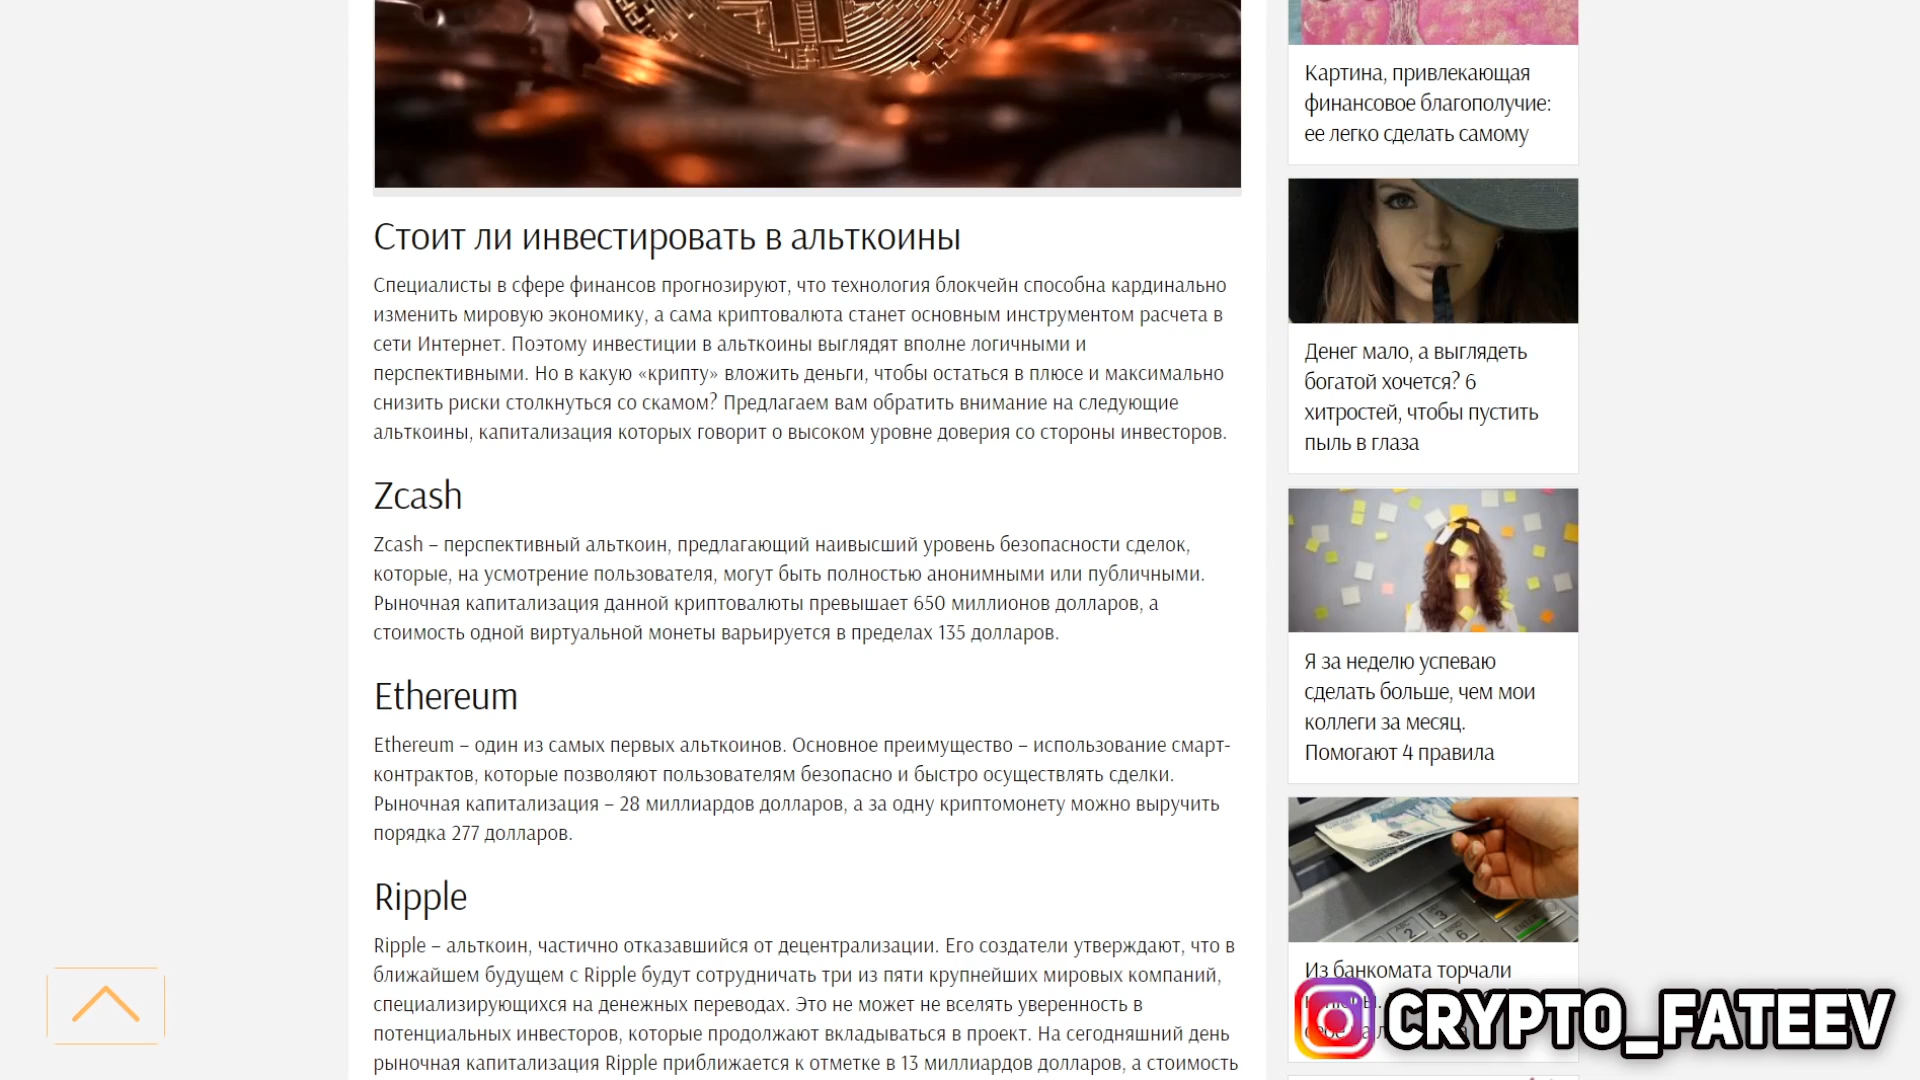 Стоит ли инвестировать в альткоины
Специалисты в сфере финансов прогнозируют, что технология блокчейн способна кардинально
изменить мировую экономику, а сама криптовалюта станет основным инструментом расчета в
сети Интернет. Поэтому инвестиции в альткоины выглядят вполне логичными и
перспективными. Но в какую «крипту» вложить деньги, чтобы остаться в плюсе и максимально
снизить риски столкнуться со скамом? Предлагаем вам обратить внимание на следующие
альткоины, капитализация которых говорит о высоком уровне доверия со стороны инвесторов.
Zcash
Zcash – перспективный альткоин, предлагающий наивысший уровень безопасности сделок,
которые, на усмотрение пользователя, могут быть полностью анонимными или публичными.
Рыночная капитализация данной криптовалюты превышает 650 миллионов долларов, а
стоимость одной виртуальной монеты варьируется в пределах 135 долларов.
Ethereum
Ethereum – один из самых первых альткоинов. Основное преимущество – использование смарт-
контрактов, которые позволяют пользователям безопасно и быстро осуществлять сделки.
Рыночная капитализация – 28 миллиардов долларов, а за одну криптомонету можно выручить
порядка 277 долларов.
Ripple
Ripple – альткоин, частично отказавшийся от децентрализации. Его создатели утверждают, что в
ближайшем будущем с Ripple будут сотрудничать три из пяти крупнейших мировых компаний,
специализирующихся на денежных переводах. Это не может не вселять уверенность в
потенциальных инвесторов, которые продолжают вкладываться в проект. На сегодняшний день
рыночная капитализация Ripple приближается к отметке в 13 миллиардов долларов, а стоимость
Картина, привлекающая
финансовое благополучие:
ее легко сделать самому
Денег мало, а выглядеть
богатой хочется? 6
хитростей, чтобы пустить
пыль в глаза
Я за неделю успеваю
сделать больше, чем мои
коллеги за месяц.
Помогают 4 правила
Из банкомата торчали
CRYPTO_FATEEV